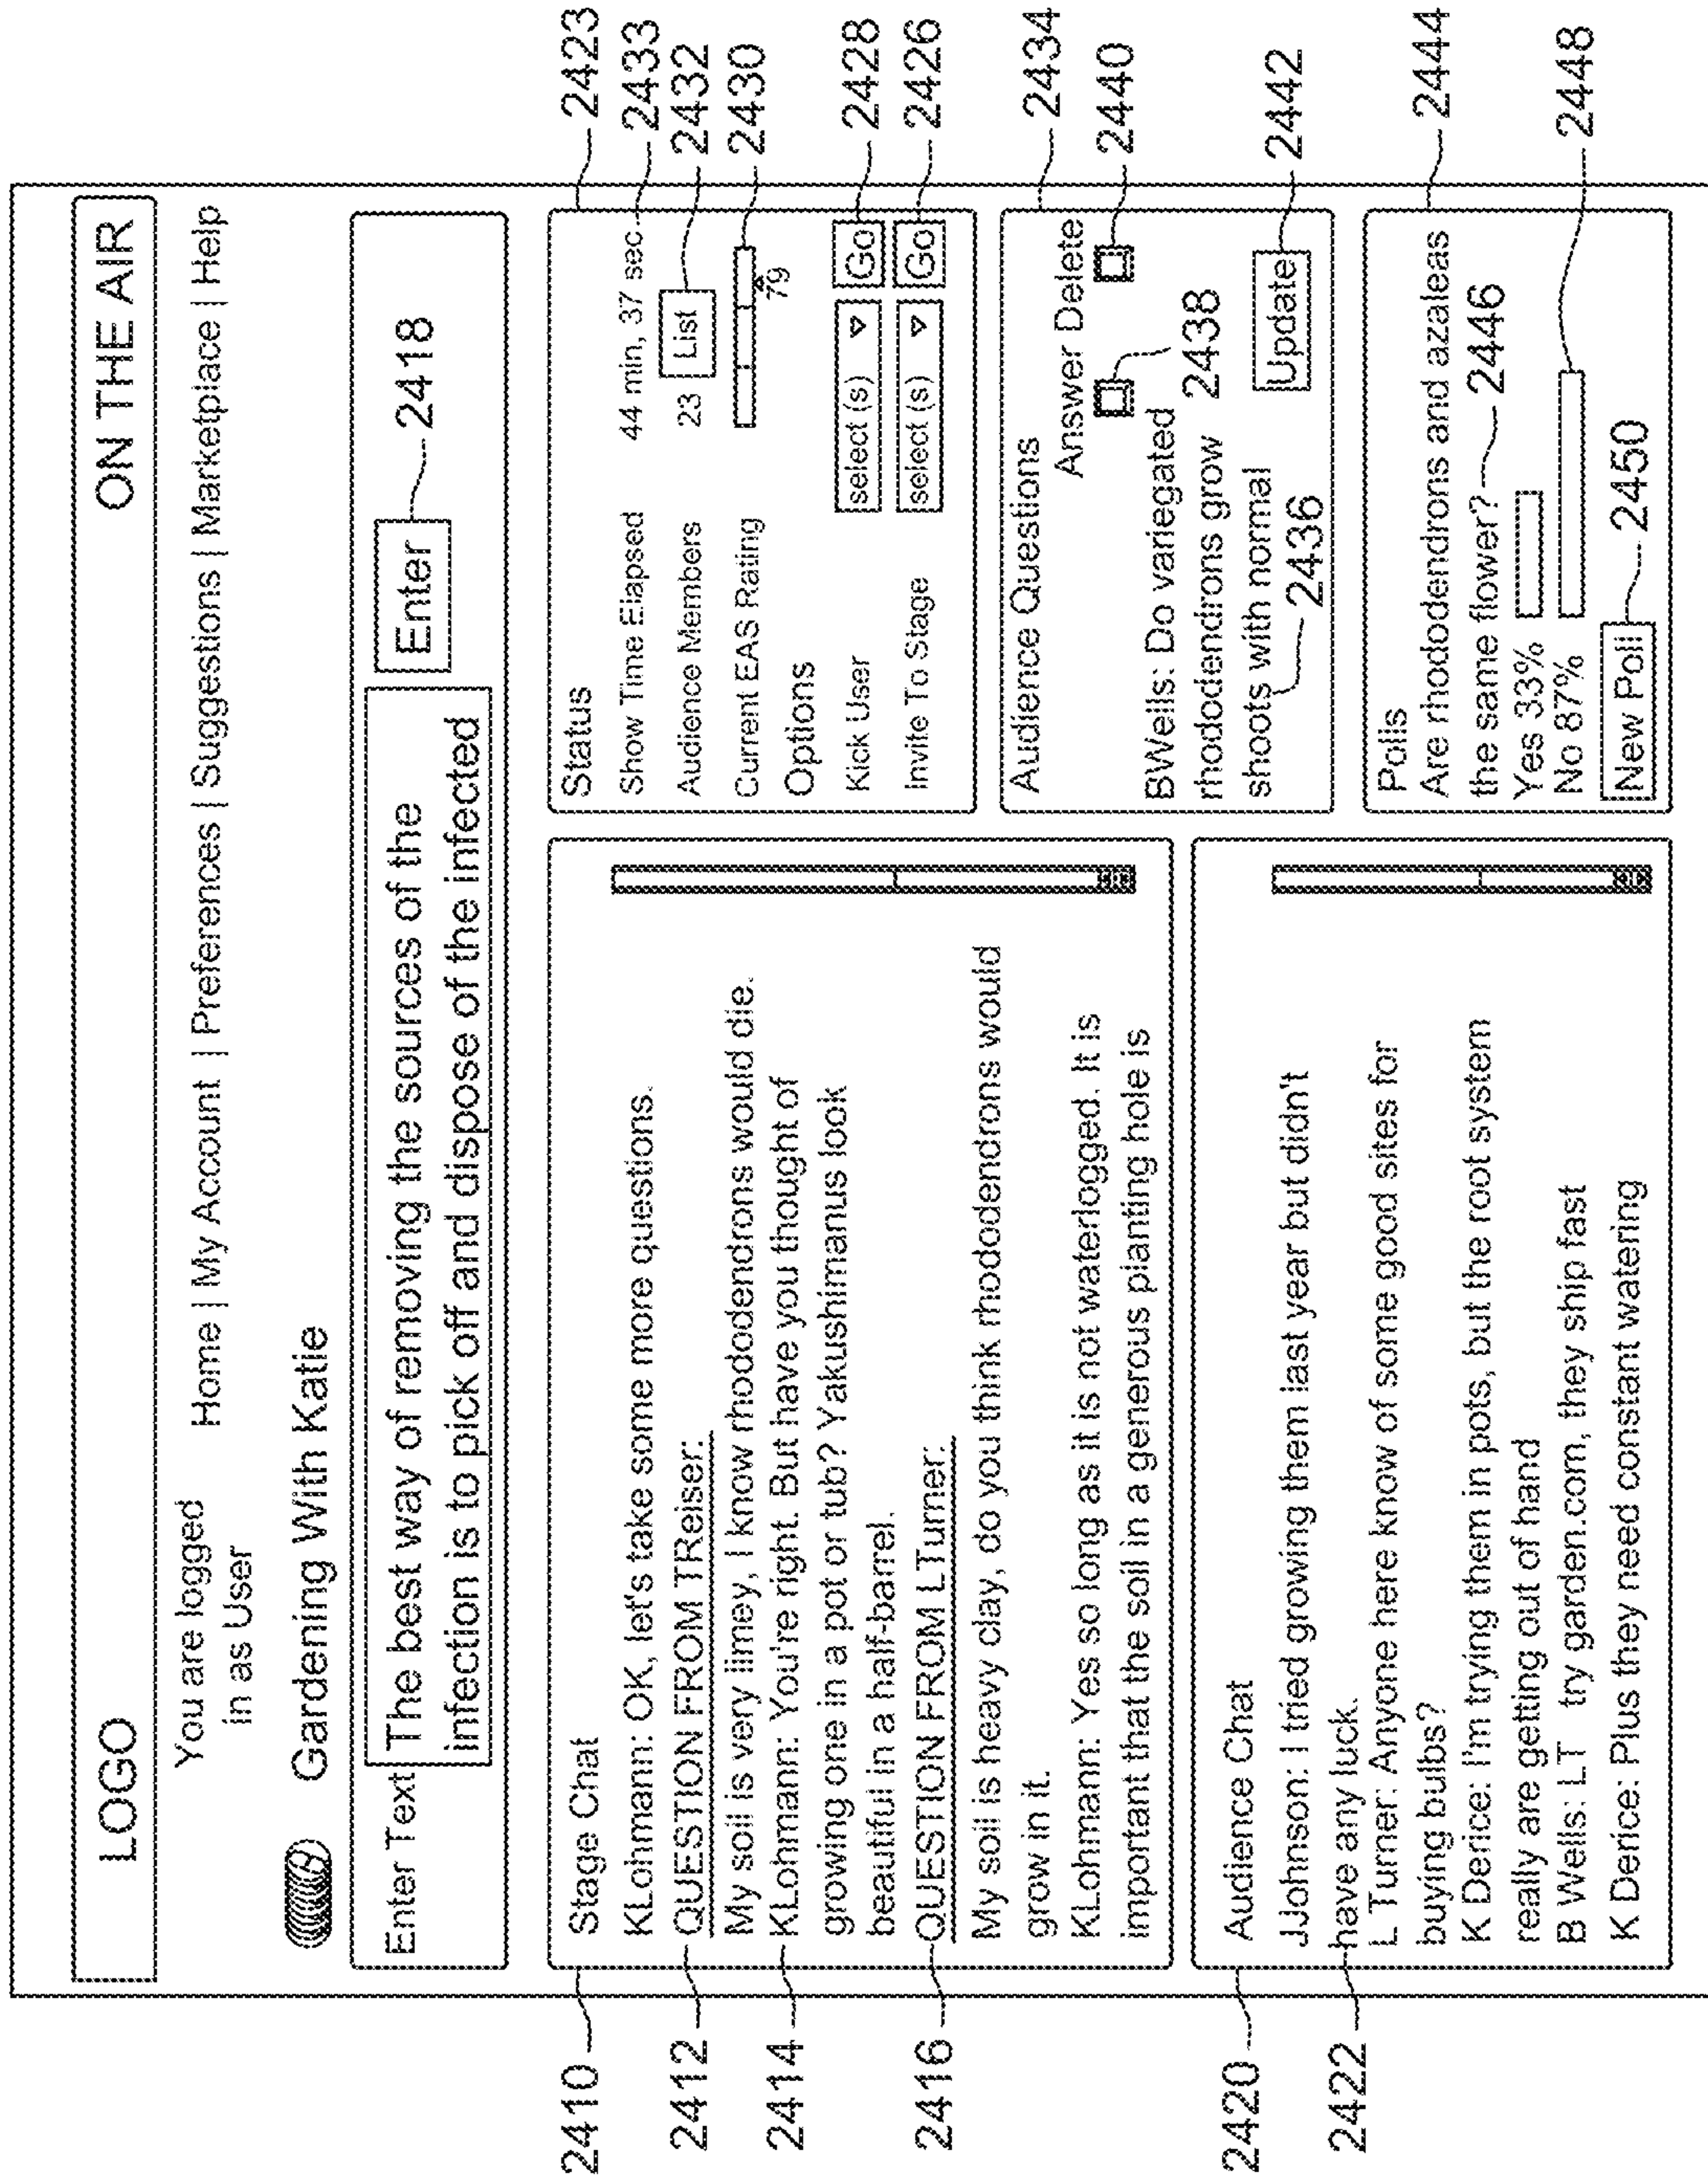 LOGO
ON THE AIR
You are logged
in as User
Home | My Account | Preferences | Suggestions | Marketplace | Help
Gardening With Katie
Enter Text
The best way of removing the sources of the
infection is to pick off and dispose of the infected
Enter
2418
2410
Stage Chat
KLohmann: OK, let's take some more questions.
2412
QUESTION FROM TReiser:
My soil is very limey, I know rhododendrons would die.
2414
KLohmann: You're right. But have you thought of
growing one in a pot or tub? Yakushimanus look
beautiful in a half-barrel.
2416
QUESTION FROM LTurner:
My soil is heavy clay, do you think rhododendrons would
grow in it.
KLohmann: Yes so long as it is not waterlogged. It is
important that the soil in a generous planting hole is
2420
Audience Chat
JJohnson: I tried growing them last year but didn't
2422
have any luck.
L Turner: Anyone here know of some good sites for
buying bulbs?
K Derice: I'm trying them in pots, but the root system
really are getting out of hand
B Wells: LT try garden.com, they ship fast
K Derice: Plus they need constant watering
Status
2423
Show Time Elapsed 44 min, 37 sec.
2433
Audience Members 23 List
2432
Current EAS Rating
2430
79
Options
Kick User select (s) Go
2428
Invite To Stage select (s) Go
2426
Audience Questions
2434
Answer Delete
2440
BWells: Do variegated
rhododendrons grow
2438
shoots with normal
2436
Update
2442
Polls
Are rhododendrons and azaleas
2444
the same flower?
2446
Yes 33%
No 87%
2448
New Poll
2450